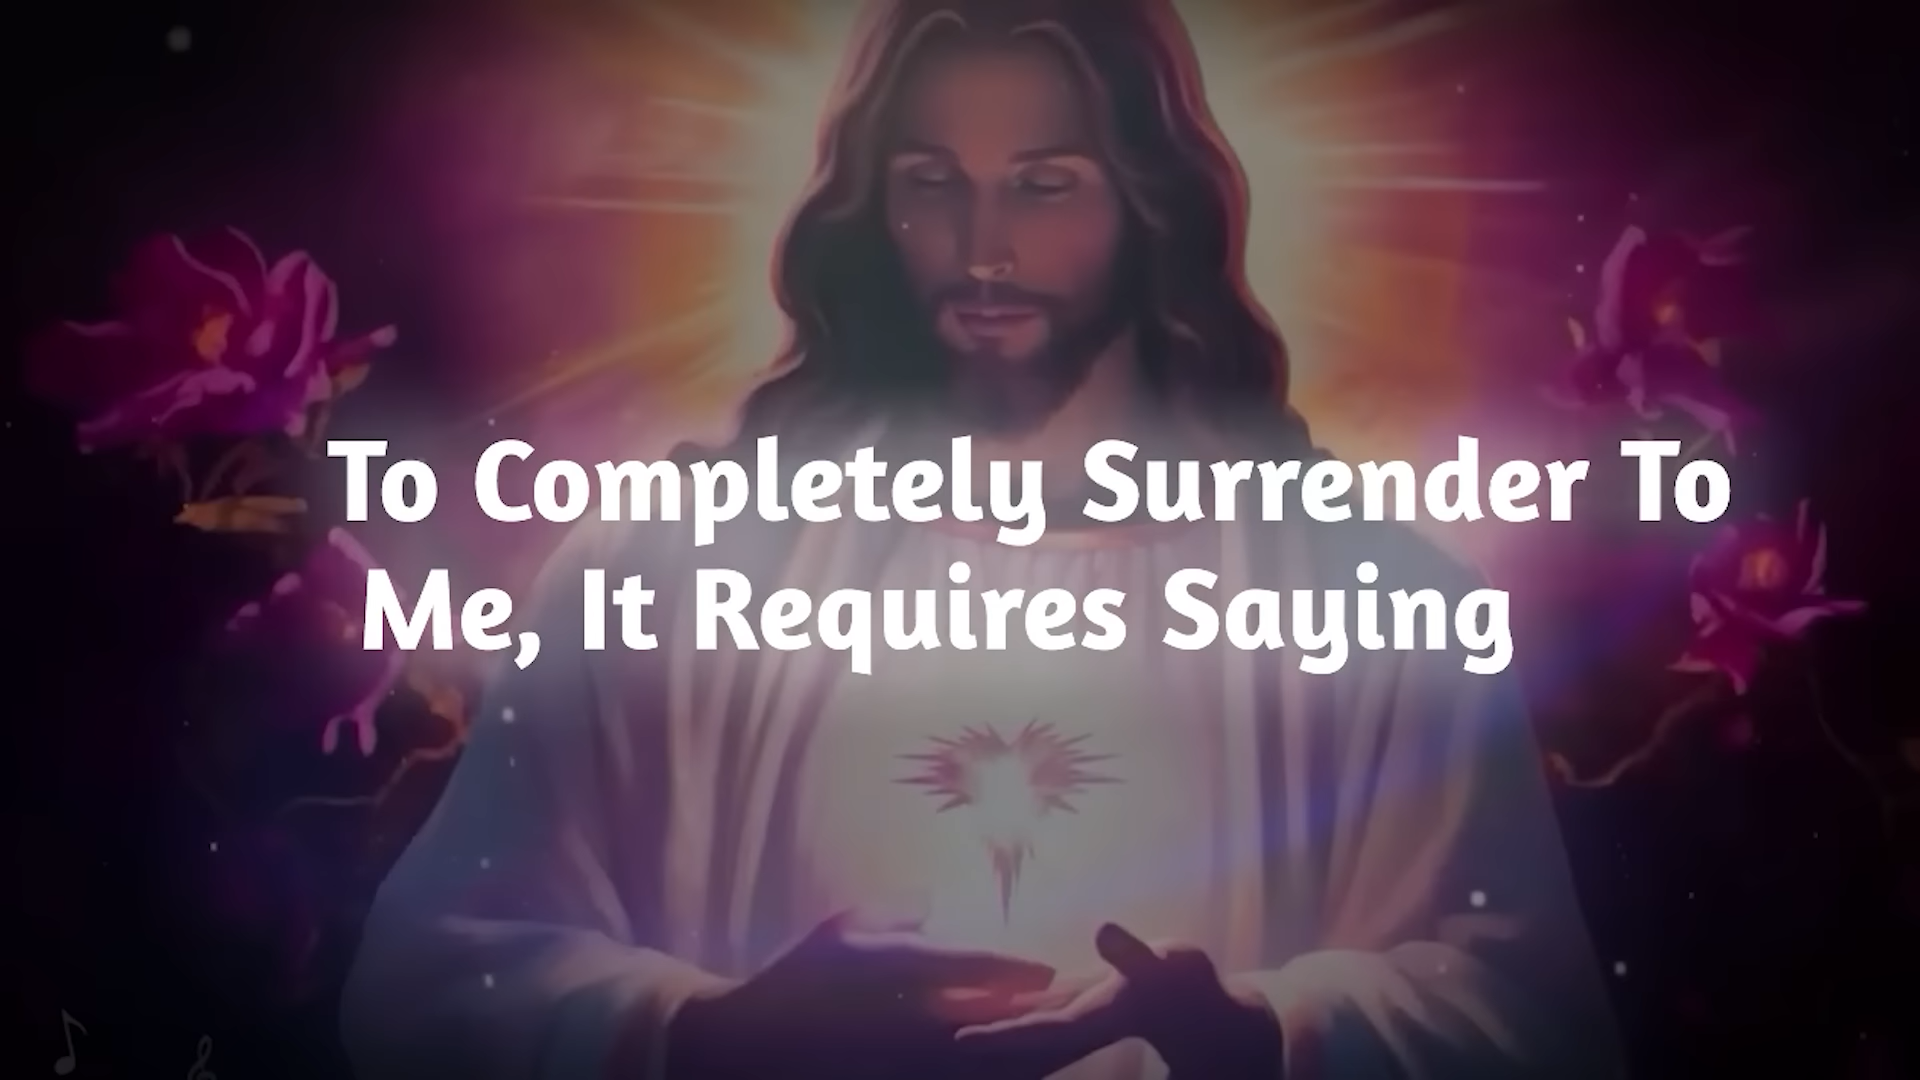 To Completely Surrender To
Me, It Requires Saying